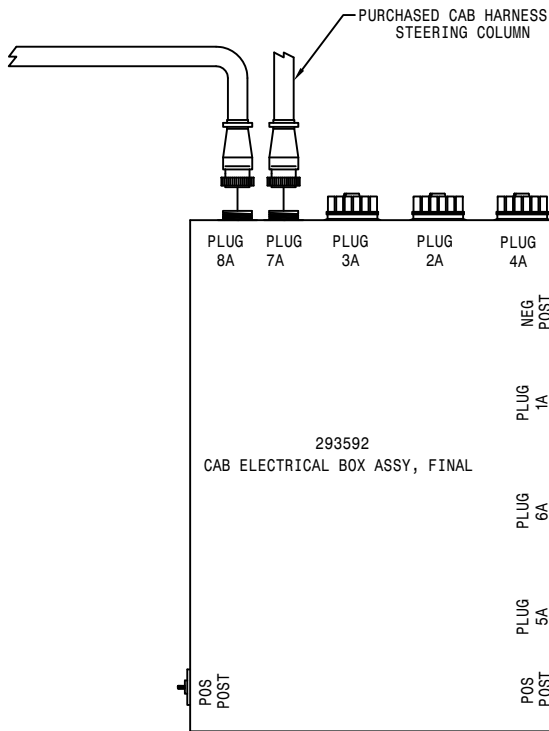 PURCHASED CAB HARNESS
STEERING COLUMN
PLUG
8A
PLUG
7A
PLUG
3A
PLUG
2A
PLUG
4A
NEG
POST
PLUG
1A
293592
CAB ELECTRICAL BOX ASSY, FINAL
PLUG
6A
PLUG
5A
POS
POST
POS
POST